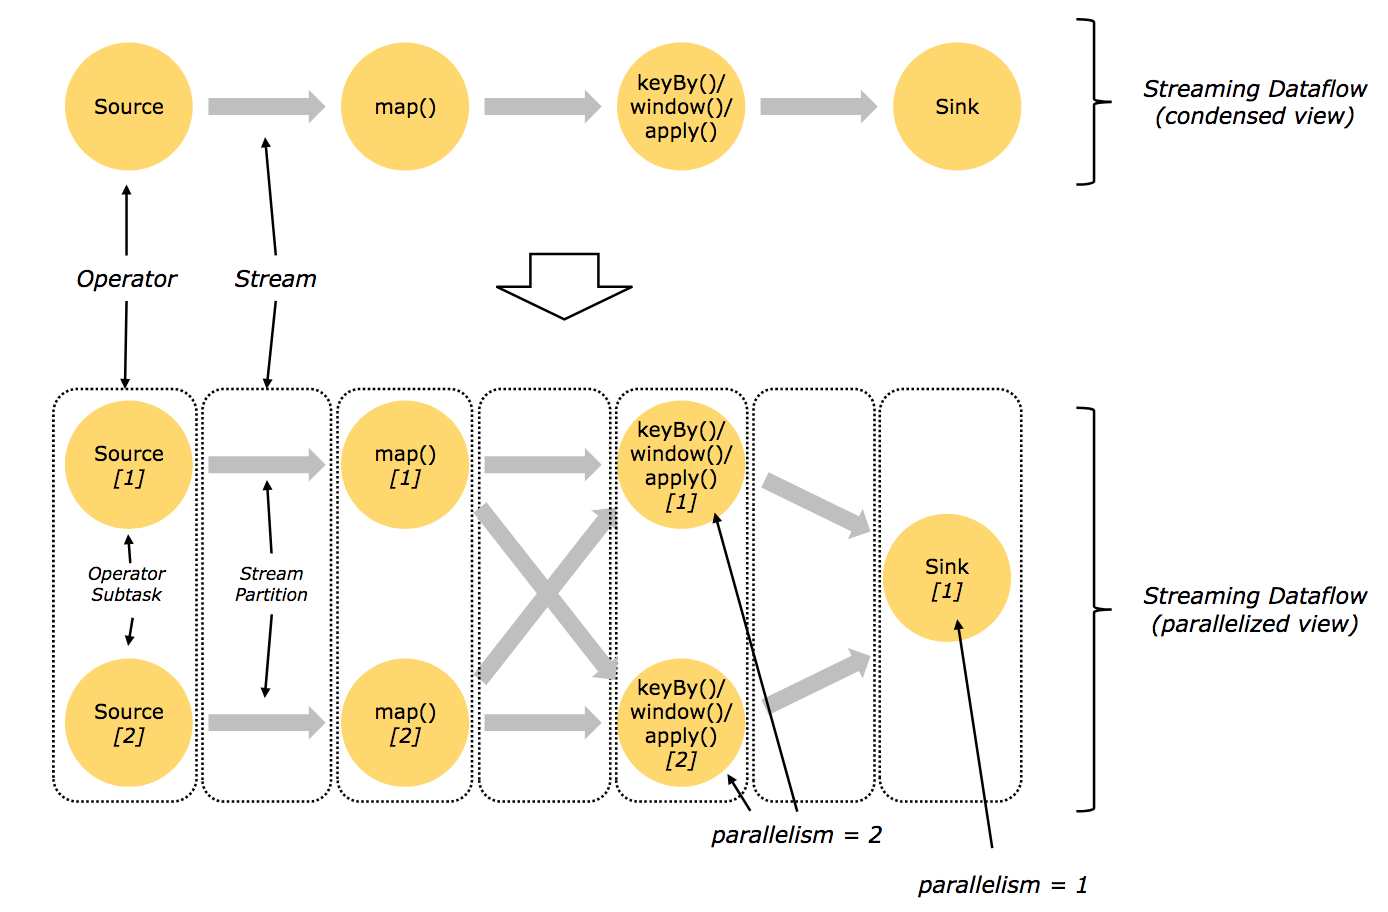 Source
map()
keyBy()/
window()/
apply()
Sink
Streaming Dataflow
(condensed view)
Operator
Stream
Source
[1]
map()
[1]
keyBy()/
window()/
apply()
[1]
Operator
Subtask
Stream
Partition
Sink
[1]
Streaming Dataflow
(parallelized view)
Source
[2]
map()
[2]
keyBy()/
window()/
apply()
[2]
parallelism = 2
parallelism = 1